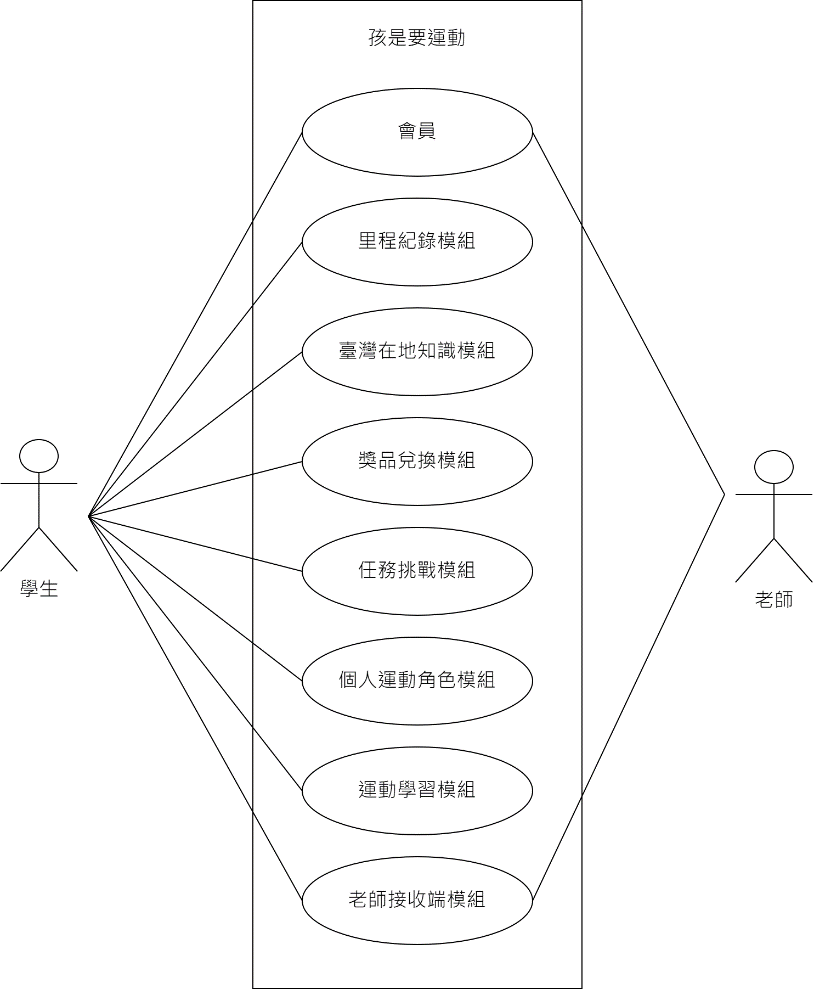 孩是要運動
會員
里程紀錄模組
臺灣在地知識模組
獎品兌換模組
任務挑戰模組
個人運動角色模組
運動學習模組
老師接收端模組
學生
老師